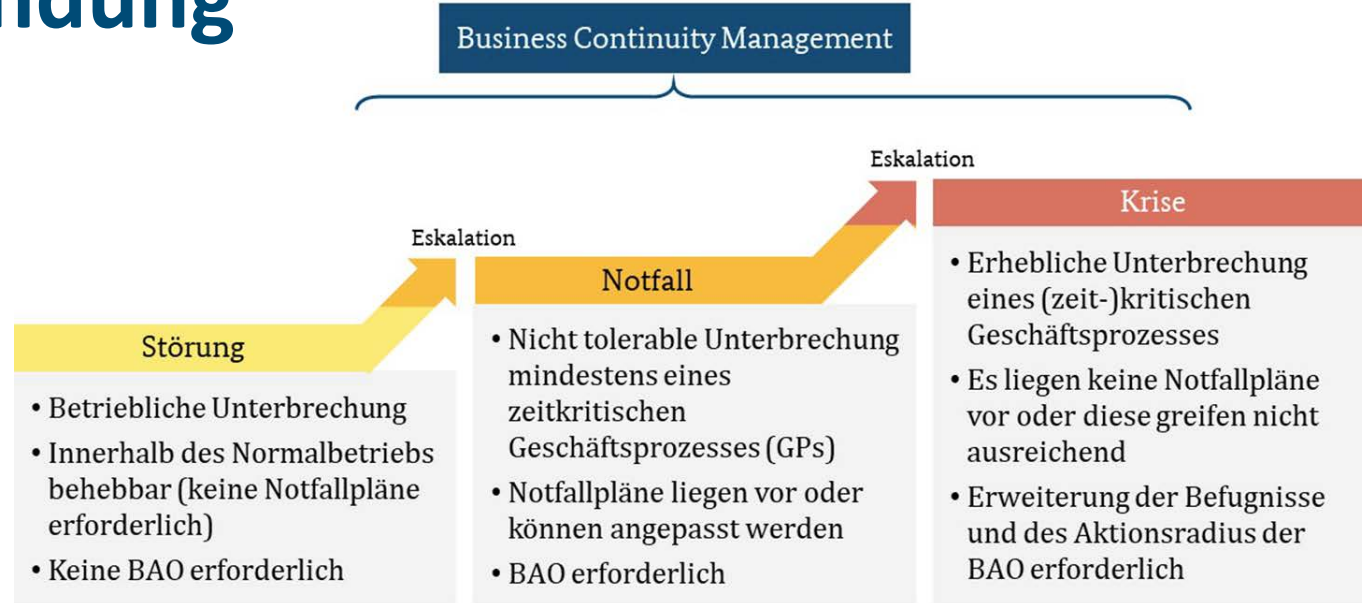 Business Continuity Management
Eskalation
Krise
• Erhebliche Unterbrechung
eines (zeit-)kritischen
Geschäftsprozesses
• Es liegen keine Notfallpläne
vor oder diese greifen nicht
ausreichend
• Erweiterung der Befugnisse
und des Aktionsradius der
BAO erforderlich
Eskalation
Notfall
• Nicht tolerable Unterbrechung
mindestens eines
zeitkritischen
Geschäftsprozesses (GPs)
• Notfallpläne liegen vor oder
können angepasst werden
• BAO erforderlich
Störung
• Betriebliche Unterbrechung
• Innerhalb des Normalbetriebs
behebbar (keine Notfallpläne
erforderlich)
• Keine BAO erforderlich